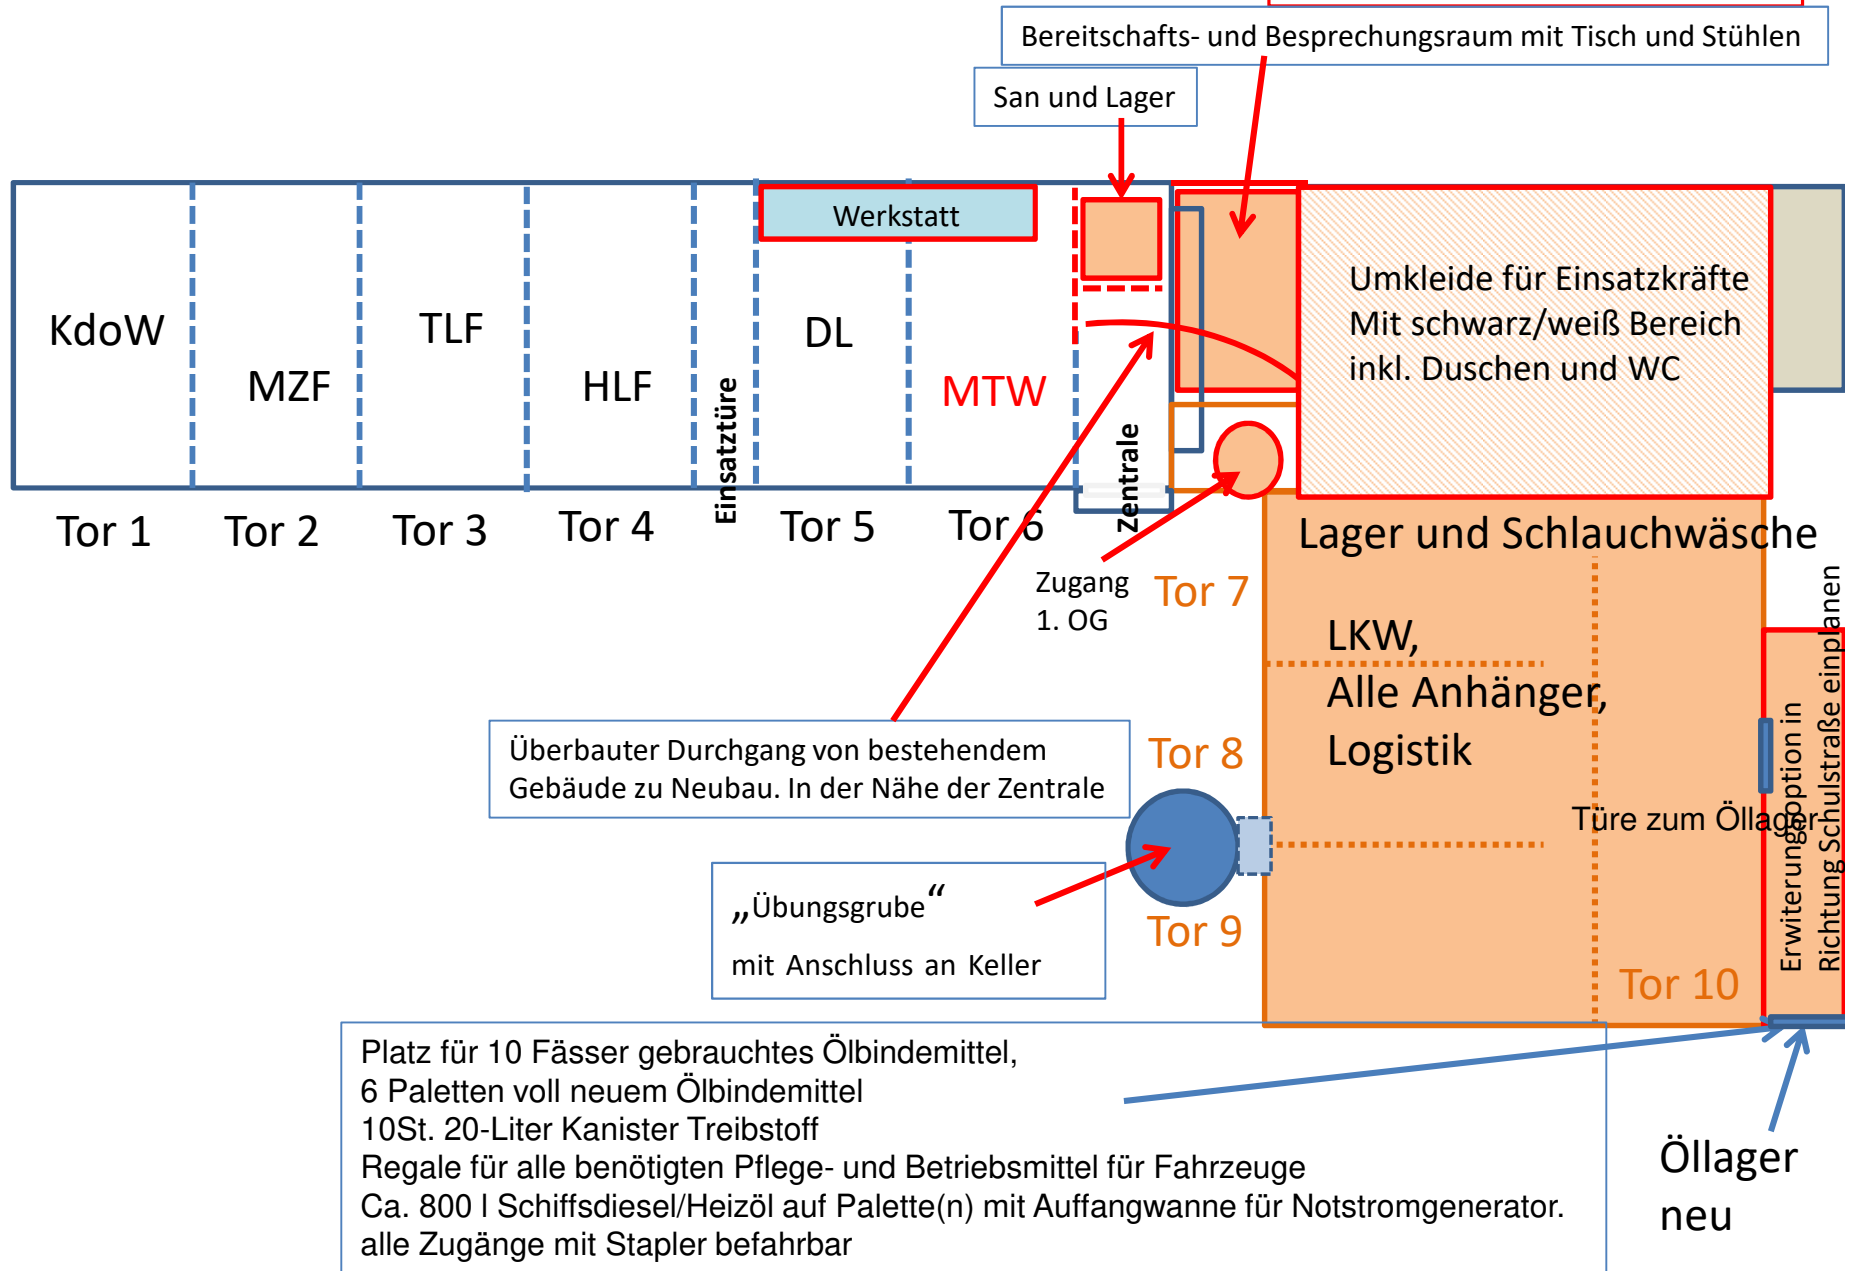 Bereitschafts- und Besprechungsraum mit Tisch und Stühlen
San und Lager
Werkstatt
KdoW
MZF
TLF
HLF
Einsatztüre
DL
MTW
Zentrale
Umkleide für Einsatzkräfte
Mit schwarz/weiß Bereich
inkl. Duschen und WC
Tor 1
Tor 2
Tor 3
Tor 4
Tor 5
Tor 6
Lager und Schlauchwäsche
Zugang
1. OG
Tor 7
LKW,
Alle Anhänger,
Logistik
Überbauter Durchgang von bestehendem
Gebäude zu Neubau. In der Nähe der Zentrale
Tor 8
Türe zum Öllager
Erwiterungsoption in
Richtung Schulstraße einplanen
„Übungsgrube“
mit Anschluss an Keller
Tor 9
Tor 10
Platz für 10 Fässer gebrauchtes Ölbindemittel,
6 Paletten voll neuem Ölbindemittel
10St. 20-Liter Kanister Treibstoff
Regale für alle benötigten Pflege- und Betriebsmittel für Fahrzeuge
Ca. 800 l Schiffsdiesel/Heizöl auf Palette(n) mit Auffangwanne für Notstromgenerator.
alle Zugänge mit Stapler befahrbar
Öllager
neu